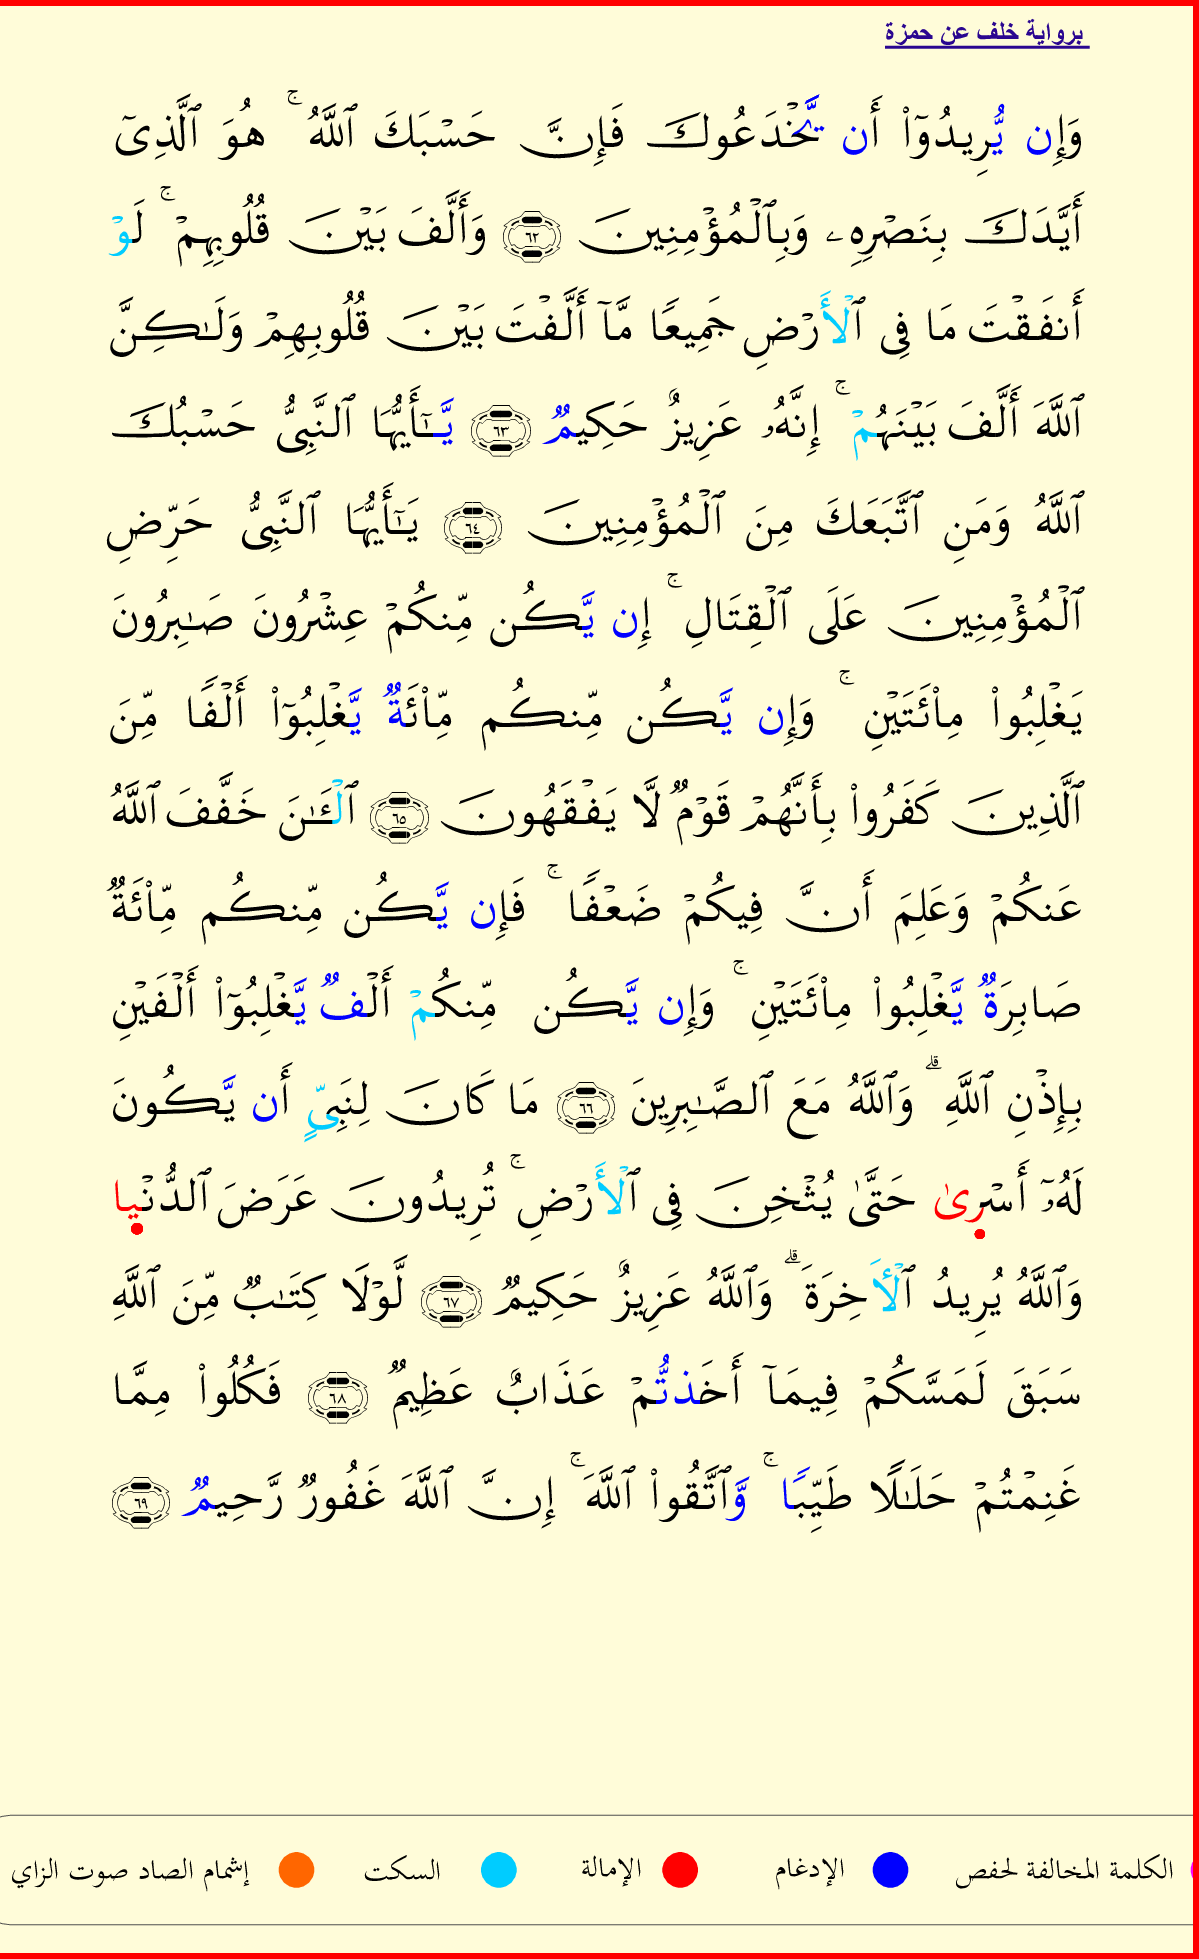 برواية خلف عن حمزة
وَإِن يُّرِيدُوٓا۟ أَن يَّخْدَعُوكَ فَإِنَّ حَسْبَكَ ٱللَّهُ ۚ هُوَ ٱلَّذِىٓ
أَيَّدَكَ بِنَصْرِهِۦ وَبِٱلْمُؤْمِنِينَ ٦٢ وَأَلَّفَ بَيْنَ قُلُوبِهِمْ ۚ لَوْ
أَنفَقْتَ مَا فِى ٱلْأَرْضِ جَمِيعًا مَّآ أَلَّفْتَ بَيْنَ قُلُوبِهِمْ وَلَـٰكِنَّ
ٱللَّهَ أَلَّفَ بَيْنَهُمْ ۚ إِنَّهُۥ عَزِيزٌ حَكِيمٌ ٦٣ يَّـٰٓأَيُّهَا ٱلنَّبِىُّ حَسْبُكَ
ٱللَّهُ وَمَنِ ٱتَّبَعَكَ مِنَ ٱلْمُؤْمِنِينَ ٦٤ يَـٰٓأَيُّهَا ٱلنَّبِىُّ حَرِّضِ
ٱلْمُؤْمِنِينَ عَلَى ٱلْقِتَالِ ۚ إِن يَّكُن مِّنكُمْ عِشْرُونَ صَـٰبِرُونَ
يَغْلِبُوا۟ مِا۟ئَتَيْنِ ۚ وَإِن يَّكُن مِّنكُم مِّا۟ئَةٌ يَّغْلِبُوٓا۟ أَلْفًا مِّنَ
ٱلَّذِينَ كَفَرُوا۟ بِأَنَّهُمْ قَوْمٌ لَّا يَفْقَهُونَ ٦٥ ٱلْـَٔـٰنَ خَفَّفَ ٱللَّهُ
عَنكُمْ وَعَلِمَ أَنَّ فِيكُمْ ضَعْفًا ۚ فَإِن يَّكُن مِّنكُم مِّا۟ئَةٌ
صَابِرَةٌ يَّغْلِبُوا۟ مِا۟ئَتَيْنِ ۚ وَإِن يَّكُن مِّنكُمْ أَلْفٌ يَّغْلِبُوٓا۟ أَلْفَيْنِ
بِإِذْنِ ٱللَّهِ ۗ وَٱللَّهُ مَعَ ٱلصَّـٰبِرِينَ ٦٦ مَا كَانَ لِنَبِىٍّ أَن يَّكُونَ
لَهُۥٓ أَسْرِىٰ حَتَّىٰ يُثْخِنَ فِى ٱلْأَرْضِ ۚ تُرِيدُونَ عَرَضَ ٱلدُّنْيِا
وَٱللَّهُ يُرِيدُ ٱلْأَخِرَةَ ۗ وَٱللَّهُ عَزِيزٌ حَكِيمٌ ٦٧ لَّوْلَا كِتَـٰبٌ مِّنَ ٱللَّهِ
سَبَقَ لَمَسَّكُمْ فِيمَآ أَخَذتُّمْ عَذَابٌ عَظِيمٌ ٦٨ فَكُلُوا۟ مِمَّا
غَنِمْتُمْ حَلَـٰلًا طَيِّبًا ۚ وَّٱتَّقُوا۟ ٱللَّهَ ۚ إِنَّ ٱللَّهَ غَفُورٌ رَّحِيمٌ ٦٩
الكلمة المخالفة لحفص الإدغام الإمالة السكت إشمام الصاد صوت الزاي